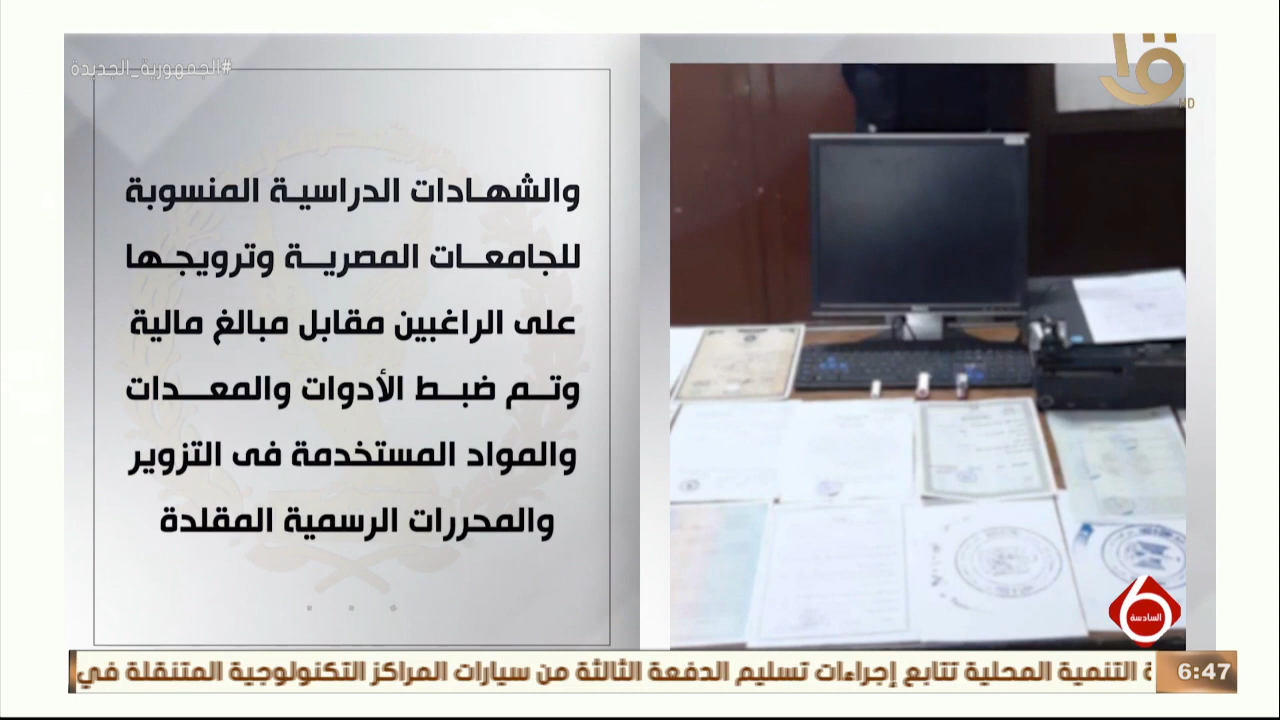 #الجمهورية_الجديدة
HD
والشهادات الدراسية المنسوبة
للجامعات المصرية وترويجها
على الراغبين مقابل مبالغ مالية
وتم ضبط الأدوات والمعدات
والمواد المستخدمة فى التزوير
والمحررات الرسمية المقلدة
السادسة
6:47
التنمية المحلية تتابع إجراءات تسليم الدفعة الثالثة من سيارات المراكز التكنولوجية المتنقلة في